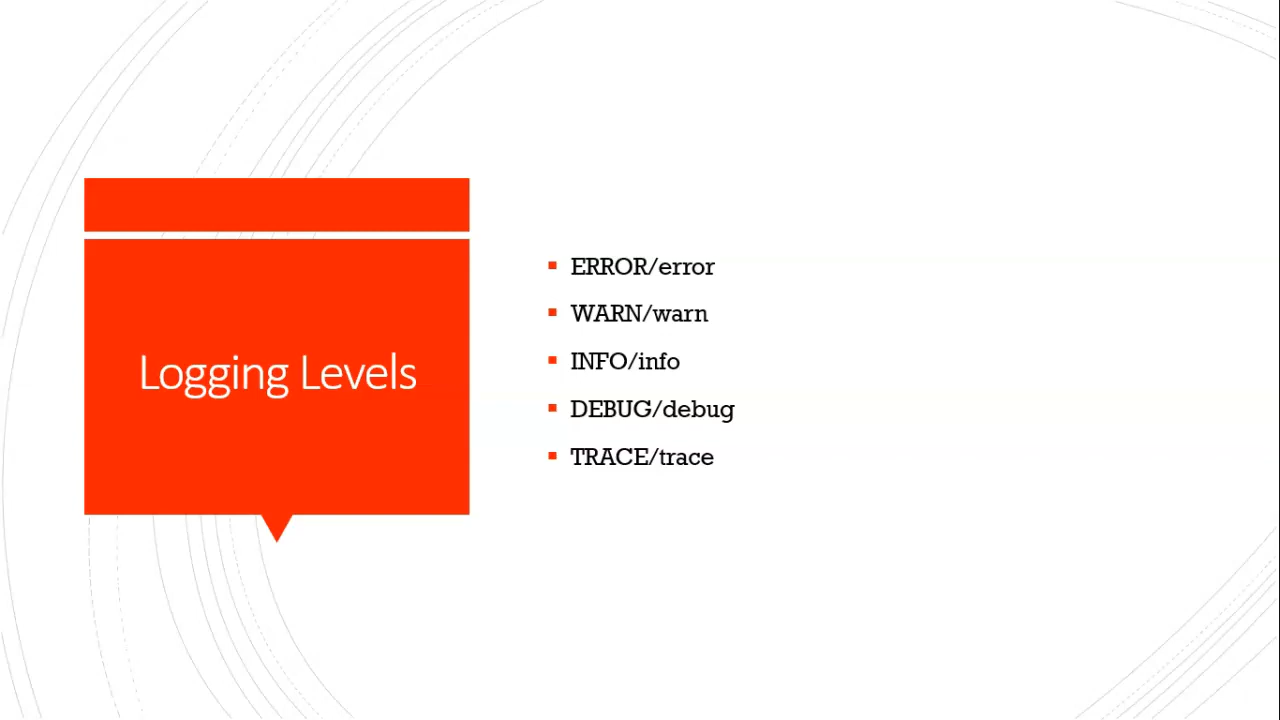 Logging Levels
ERROR/error
WARN/warn
INFO/info
DEBUG/debug
TRACE/trace